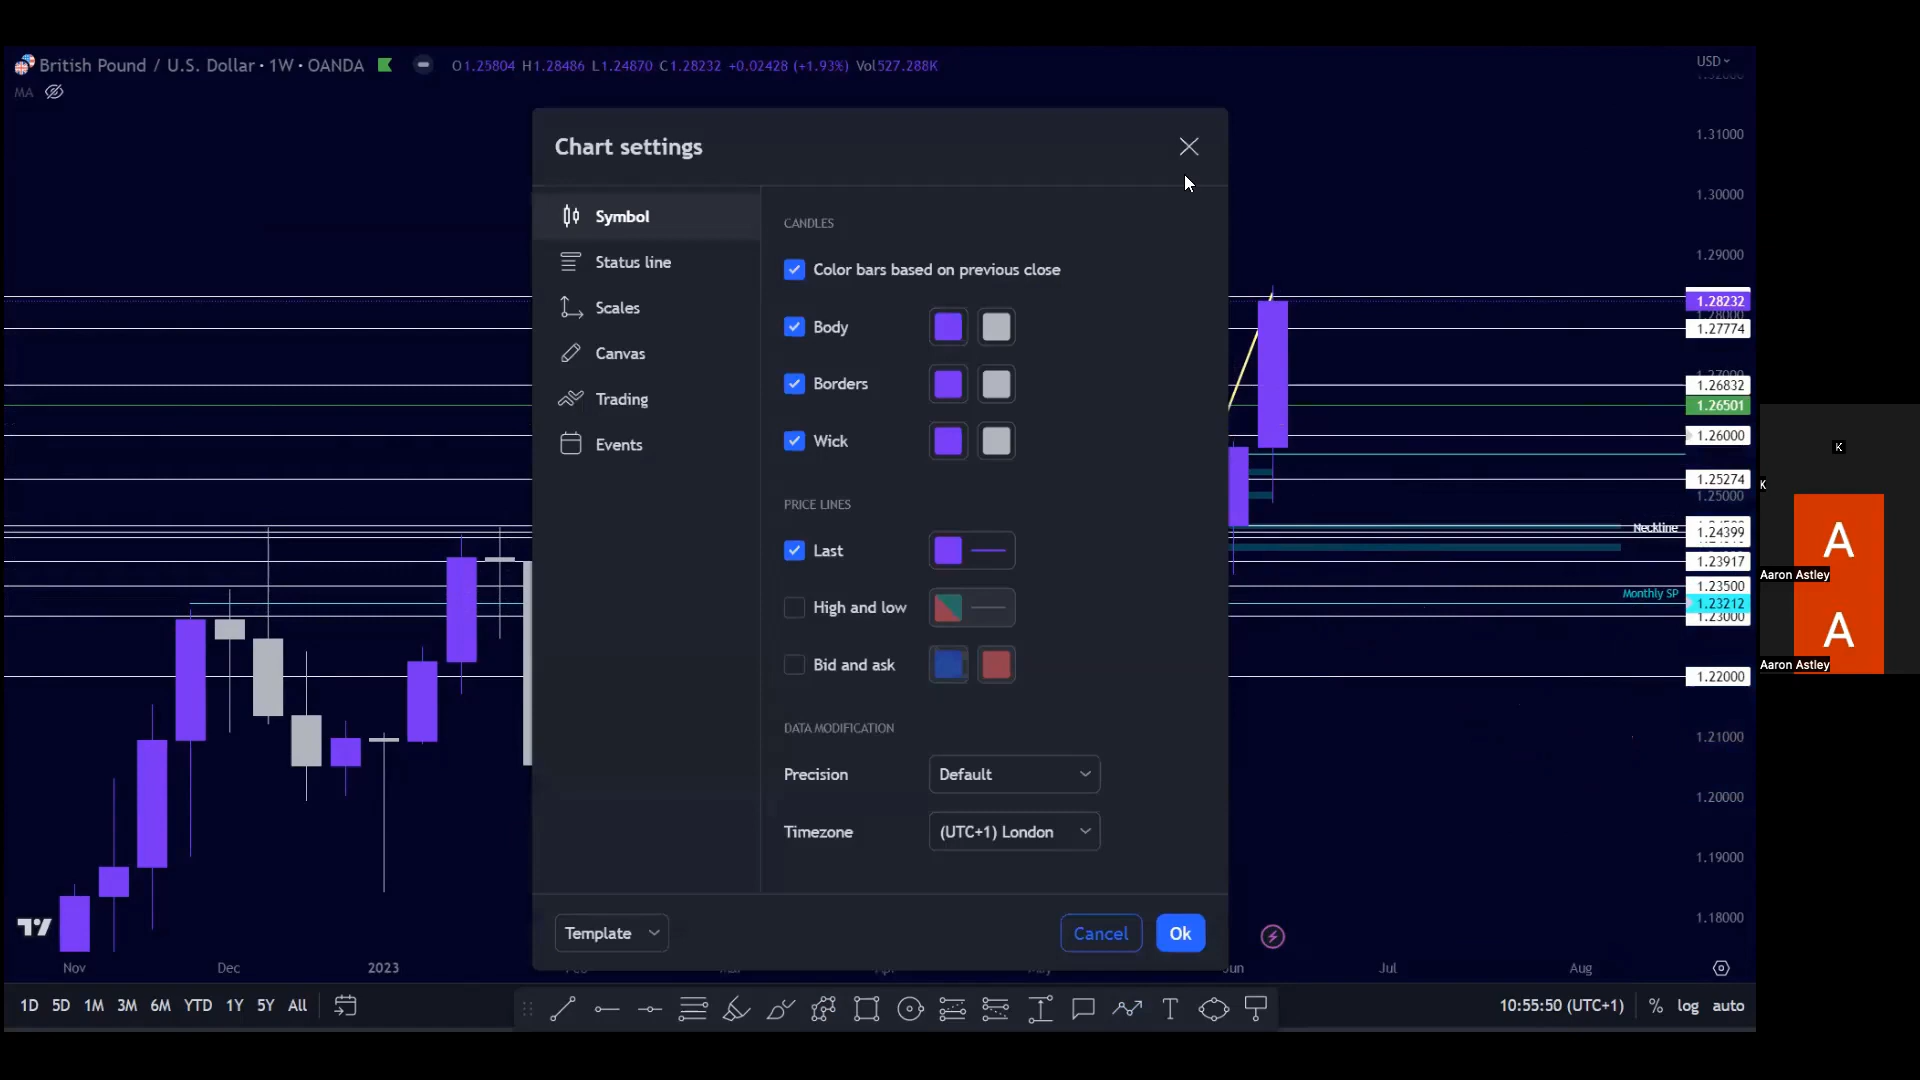 British Pound / U.S. Dollar · 1W · OANDA
O1.25804 H1.28486 L1.24870 C1.28232 +0.02428 (+1.93%) Vol527.288K
USD
MA
1.31000
1.30000
1.29000
1.28232
1.27774
1.26832
1.26501
1.26000
1.25274
1.25000
Neckline
1.24399
1.23917
1.23500
Monthly SP
1.23212
1.23000
1.22000
1.21000
1.20000
1.19000
1.18000
Chart settings
Symbol
Status line
Scales
Canvas
Trading
Events
CANDLES
Color bars based on previous close
Body
Borders
Wick
PRICE LINES
Last
High and low
Bid and ask
DATA MODIFICATION
Precision
Default
Timezone
(UTC+1) London
Template
Cancel
Ok
Nov
Dec
2023
Jun
Jul
Aug
1D 5D 1M 3M 6M YTD 1Y 5Y All
10:55:50 (UTC+1)
%
log
auto
K
K
A
Aaron Astley
A
Aaron Astley